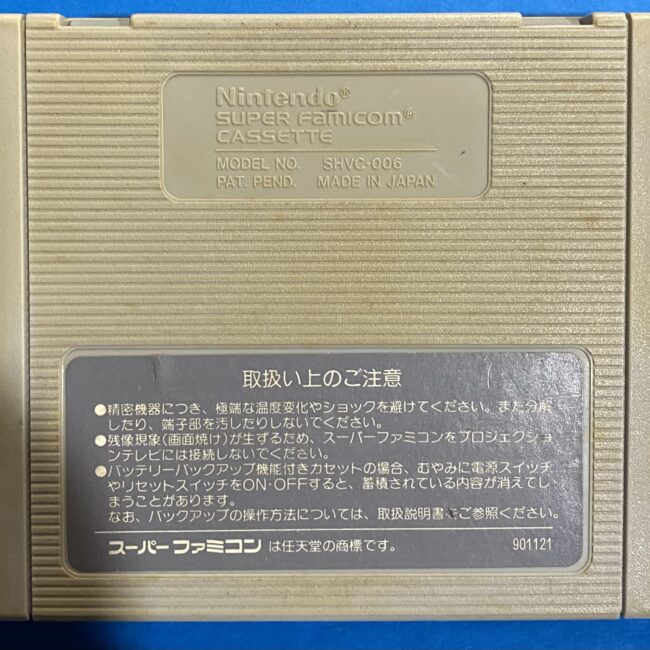 Nintendo®
SUPER FAMICOM®
CASSETTE
MODEL NO. SHVC-006
PAT. PEND. MADE IN JAPAN
取扱い上のご注意
●精密機器につき、極端な温度変化やショックを避けてください。また分解
したり、端子部を汚したりしないでください。
●残像現象(画面焼け)が生ずるため、スーパーファミコンをプロジェクショ
ンテレビには接続しないでください。
●バッテリーバックアップ機能付きカセットの場合、むやみに電源スイッチ
やリセットスイッチをON·OFFすると、蓄積されている内容が消えてし
まうことがあります。
なお、バックアップの操作方法については、取扱説明書をご参照ください。
スーパーファミコン は任天堂の商標です。 901121